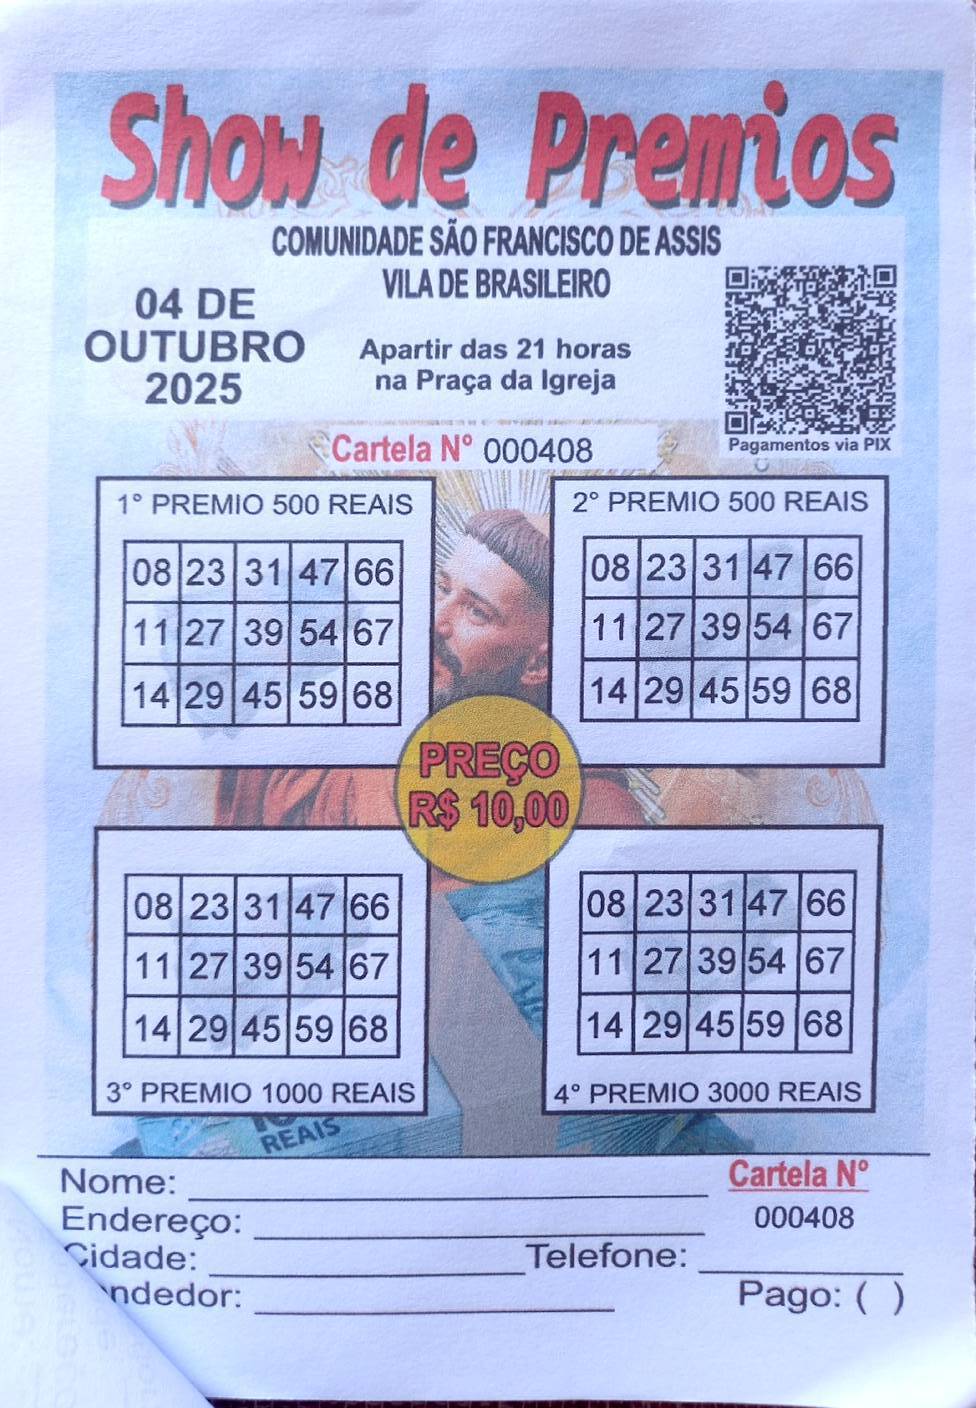 Show de Premios
COMUNIDADE SÃO FRANCISCO DE ASSIS
VILA DE BRASILEIRO
04 DE
OUTUBRO
2025
Apartir das 21 horas
na Praça da Igreja
Pagamentos via PIX
Cartela Nº 000408
1° PREMIO 500 REAIS
08 23 31 47 66
11 27 39 54 67
14 29 45 59 68
2° PREMIO 500 REAIS
08 23 31 47 66
11 27 39 54 67
14 29 45 59 68
PREÇO
R$ 10,00
08 23 31 47 66
11 27 39 54 67
14 29 45 59 68
3° PREMIO 1000 REAIS
08 23 31 47 66
11 27 39 54 67
14 29 45 59 68
4° PREMIO 3000 REAIS
REAIS
Nome:
Cartela Nº
Endereço:
000408
Cidade: Telefone:
ndedor: Pago: ( )